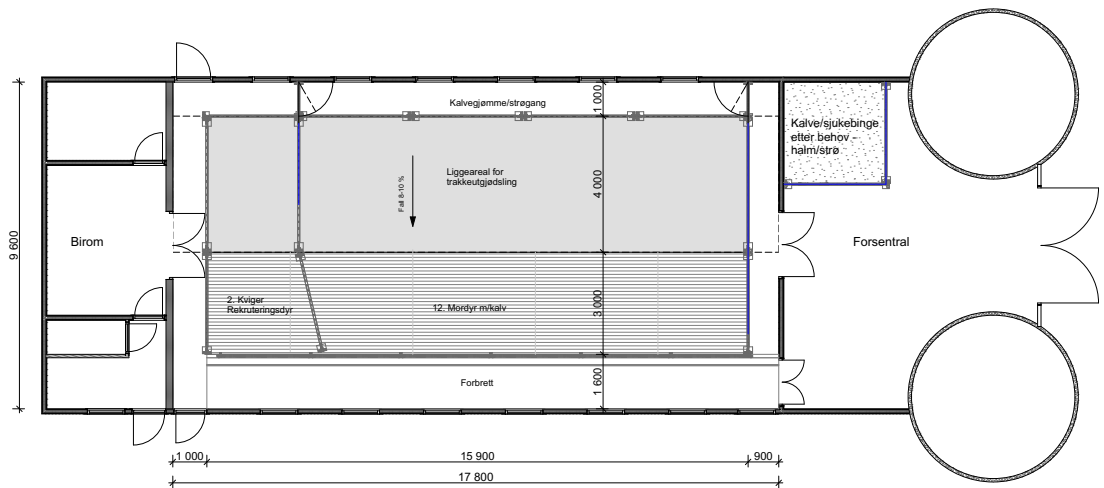 Kalvegjømme/strøgang
1 000
Kalve/sjukebinge
etter behov -
halm/strø
Liggeareal for
trakkeutgjødsling
Fall 8-10 %
4 000
Birom
Forsentral
9 600
2. Kviger
Rekruteringsdyr
12. Mordyr m/kalv
3 000
Forbrett
1 600
1 000
15 900
900
17 800